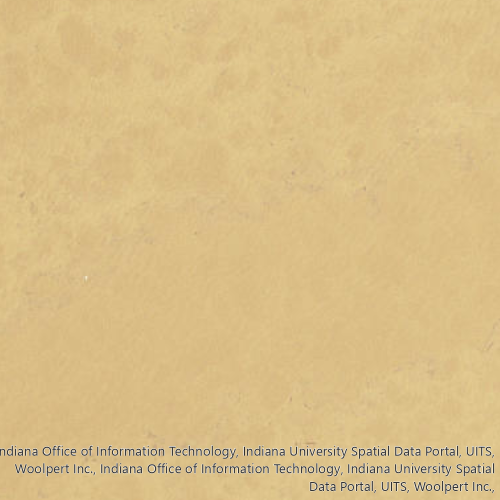 ndiana Office of Information Technology, Indiana University Spatial Data Portal, UITS,
Woolpert Inc., Indiana Office of Information Technology, Indiana University Spatial
Data Portal, UITS, Woolpert Inc.,